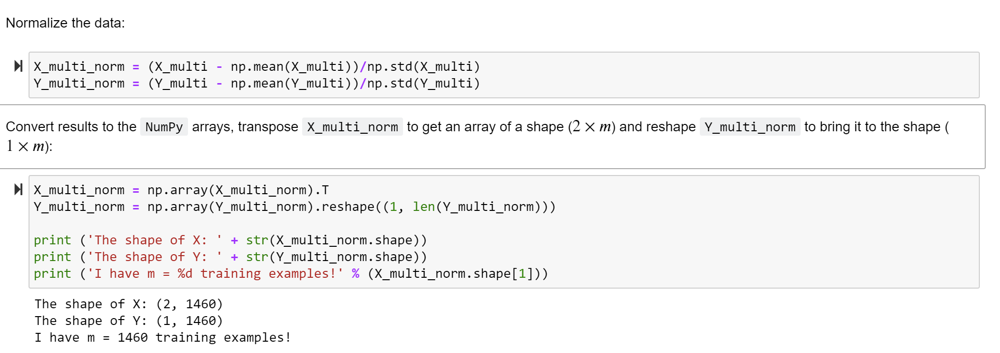 Normalize the data:
X_multi_norm = (X_multi - np.mean(X_multi))/np.std(X_multi)
Y_multi_norm = (Y_multi - np.mean(Y_multi))/np.std(Y_multi)
Convert results to the NumPy arrays, transpose X_multi_norm to get an array of a shape (2 × m) and reshape Y_multi_norm to bring it to the shape (
1 × m):
X_multi_norm = np.array(X_multi_norm).T
Y_multi_norm = np.array(Y_multi_norm).reshape((1, len(Y_multi_norm)))
print ('The shape of X: ' + str(X_multi_norm.shape))
print ('The shape of Y: ' + str(Y_multi_norm.shape))
print ('I have m = %d training examples!' % (X_multi_norm.shape[1]))
The shape of X: (2, 1460)
The shape of Y: (1, 1460)
I have m = 1460 training examples!